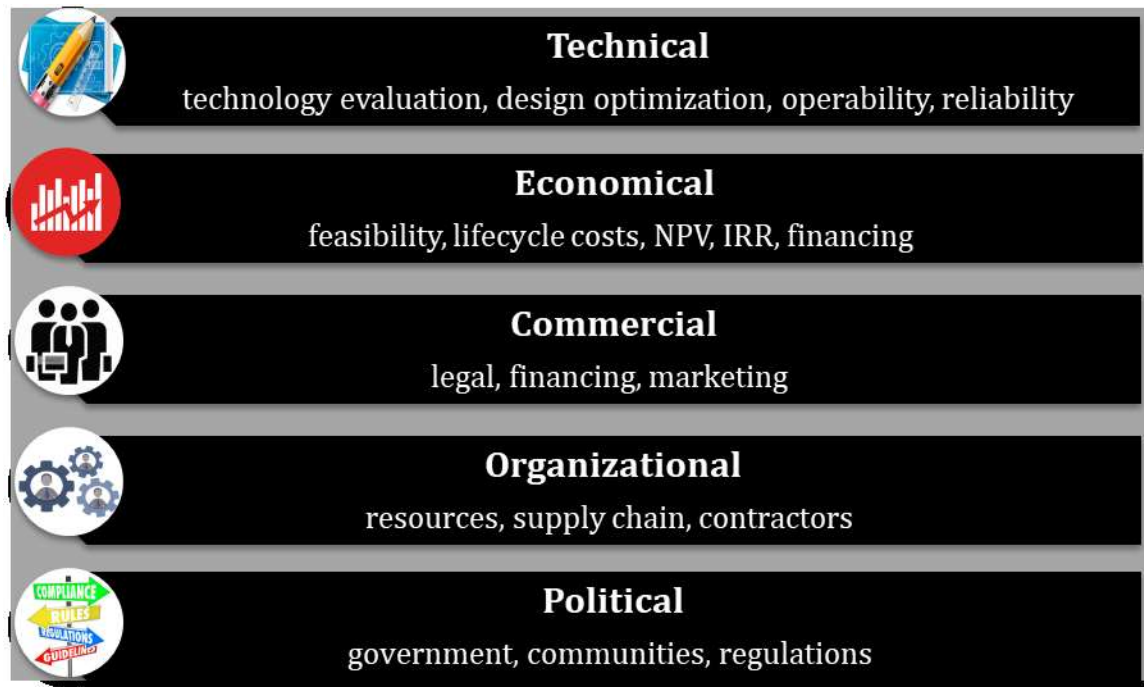 Technical
technology evaluation, design optimization, operability, reliability
Economical
feasibility, lifecycle costs, NPV, IRR, financing
Commercial
legal, financing, marketing
Organizational
resources, supply chain, contractors
COMPLIANCE
RULES
REGULATIONS
GUIDELINES
Political
government, communities, regulations